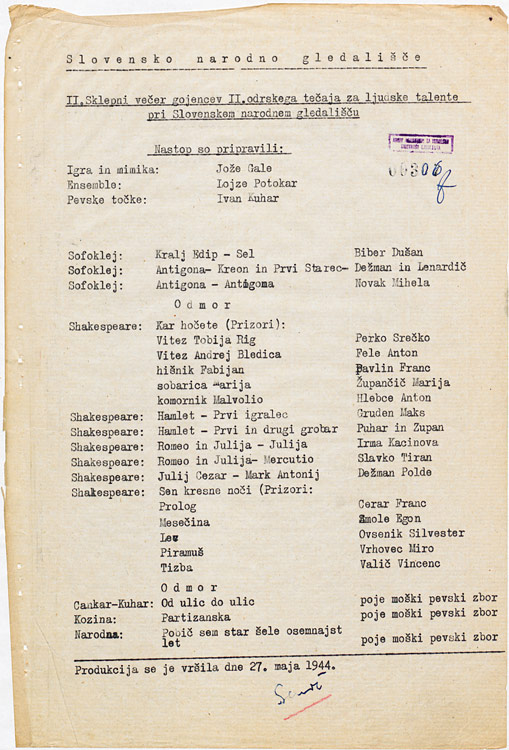 Slovensko narodno gledališče
II.Sklepni večer gojencev II.odrskega tečaja za ljudske talente
pri Slovenskem narodnem gledališču
Nastop so pripravili:
Igra in mimika: Jože Gale
Ensemble: Lojze Potokar
Pevske točke: Ivan Kuhar
00306
Sofoklej: Kralj Edip - Sel Biber Dušan
Sofoklej: Antigona- Kreon in Prvi Starec- Dežman in Lenardič
Sofoklej: Antigona - Antigoma Novak Mihela
Odmor
Shakespeare: Kar hočete (Prizori):
Vitez Tobija Rig Perko Srečko
Vitez Andrej Bledica Fele Anton
hišnik Fabijan Pavlin Franc
sobarica Marija Župančič Marija
komornik Malvolio Hlebce Anton
Shakespeare: Hamlet - Prvi igralec Gruden Maks
Shakespeare: Hamlet - Prvi in drugi grobar Puhar in Zupan
Shakespeare: Romeo in Julija - Julija Irma Kacinova
Shakespeare: Romeo in Julija- Mercutio Slavko Tiran
Shakespeare: Julij Cezar - Mark Antonij Dežman Polde
Shakespeare: Sen kresne noči (Prizori:
Prolog Cerar Franc
Mesečina Žmole Egon
Lev Ovsenik Silvester
Piramuš Vrhovec Miro
Tizba Valič Vincenc
Odmor
Cankar-Kuhar: Od ulic do ulic poje moški pevski zbor
Kozina: Partizanska poje moški pevski zbor
Narodna: Pobič sem star šele osemnajst
let poje moški pevski zbor
Produkcija se je vršila dne 27. maja 1944.